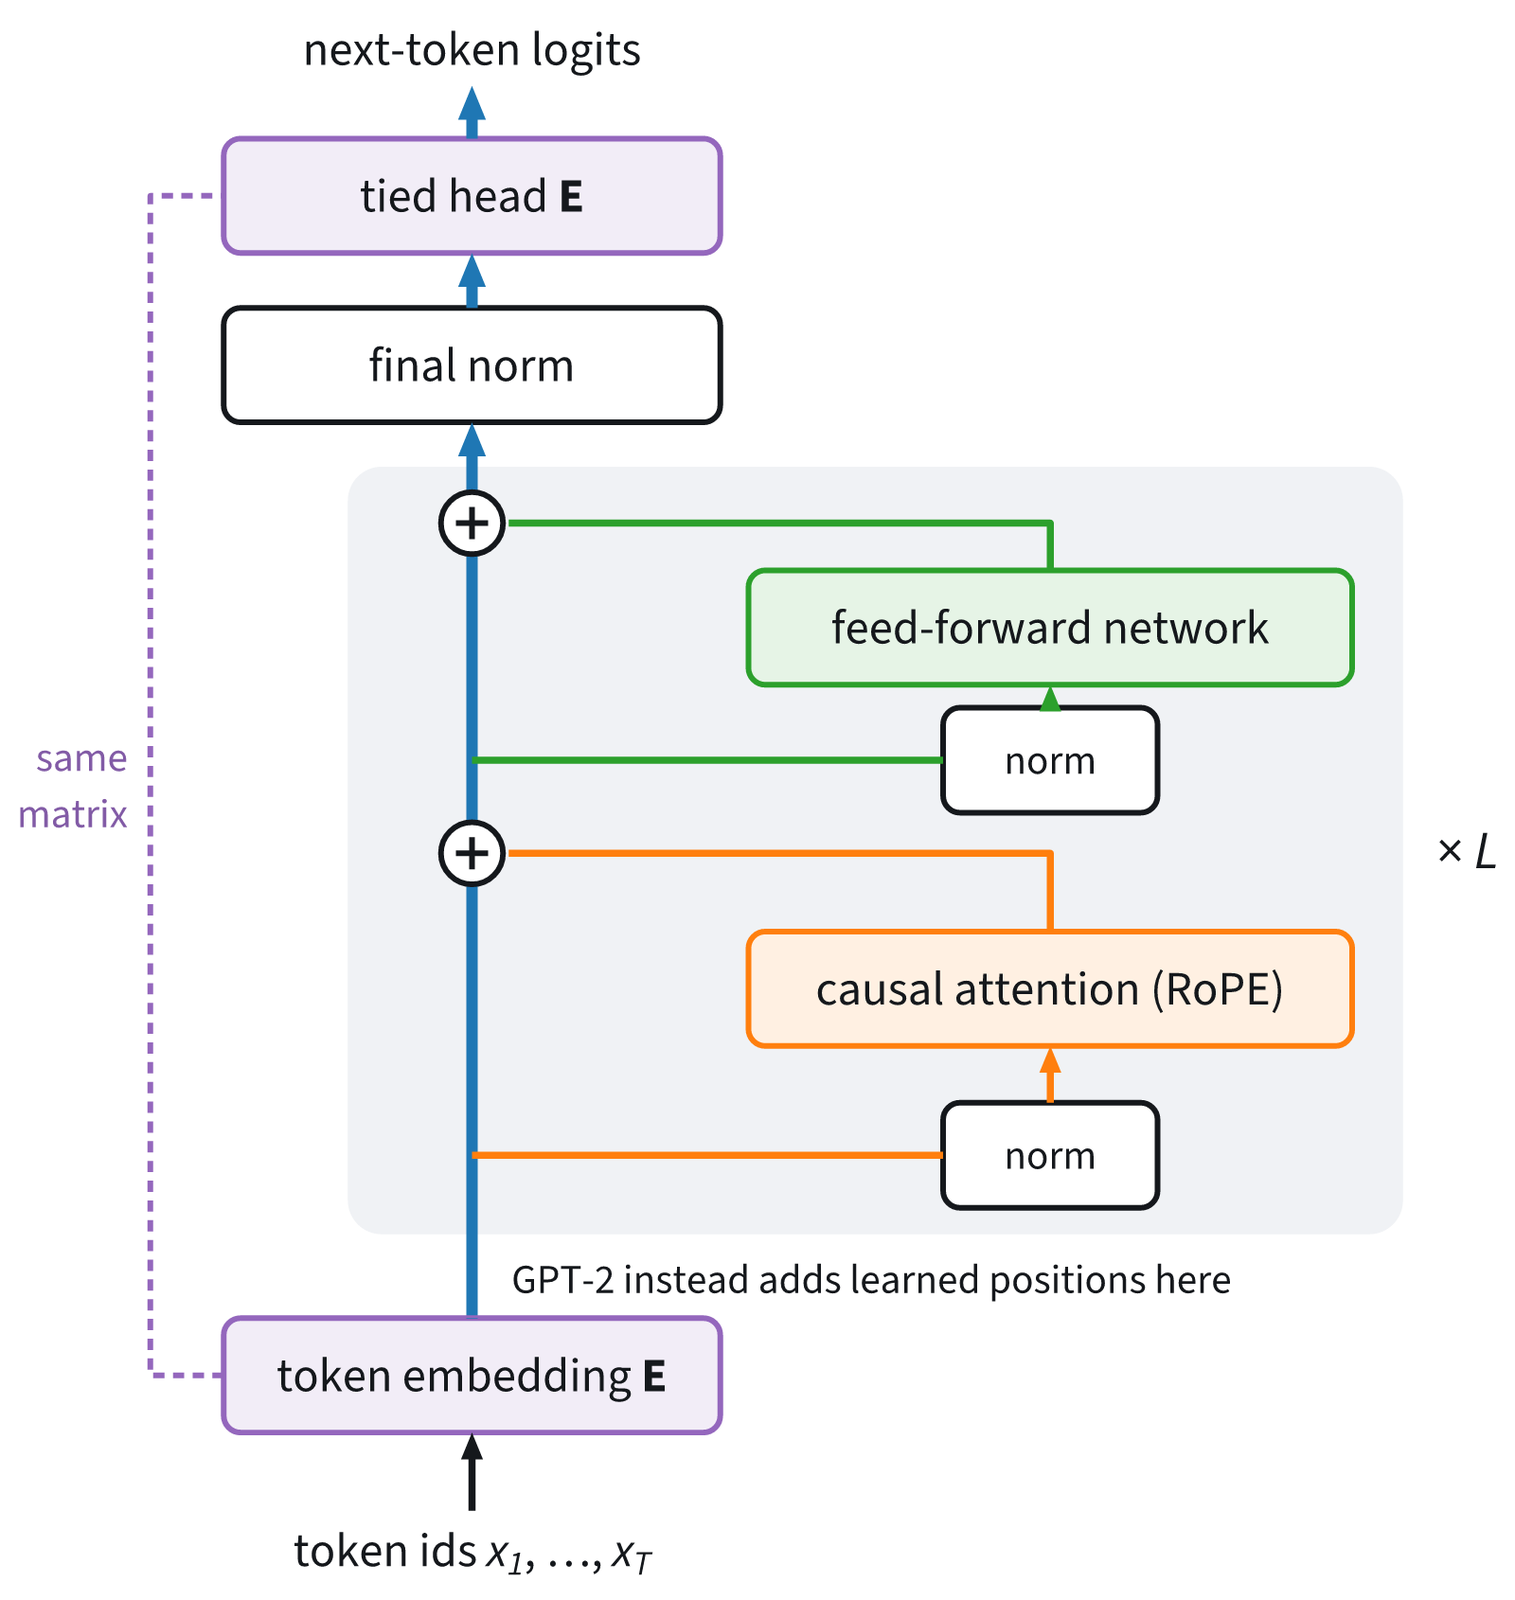 next-token logits
tied head E
final norm
feed-forward network
norm
same
matrix
× L
causal attention (RoPE)
norm
GPT-2 instead adds learned positions here
token embedding E
token ids x₁, …, x_T